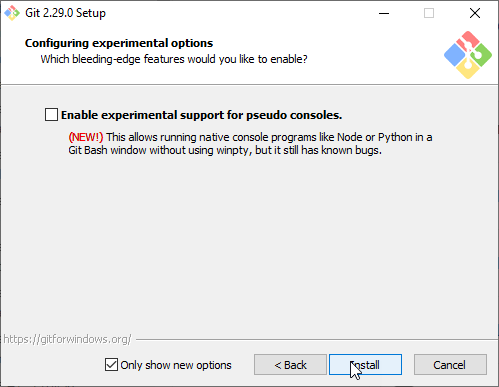 Git 2.29.0 Setup
Configuring experimental options
Which bleeding-edge features would you like to enable?
Enable experimental support for pseudo consoles.
(NEW!) This allows running native console programs like Node or Python in a
Git Bash window without using winpty, but it still has known bugs.
https://gitforwindows.org/
Only show new options
< Back
Install
Cancel